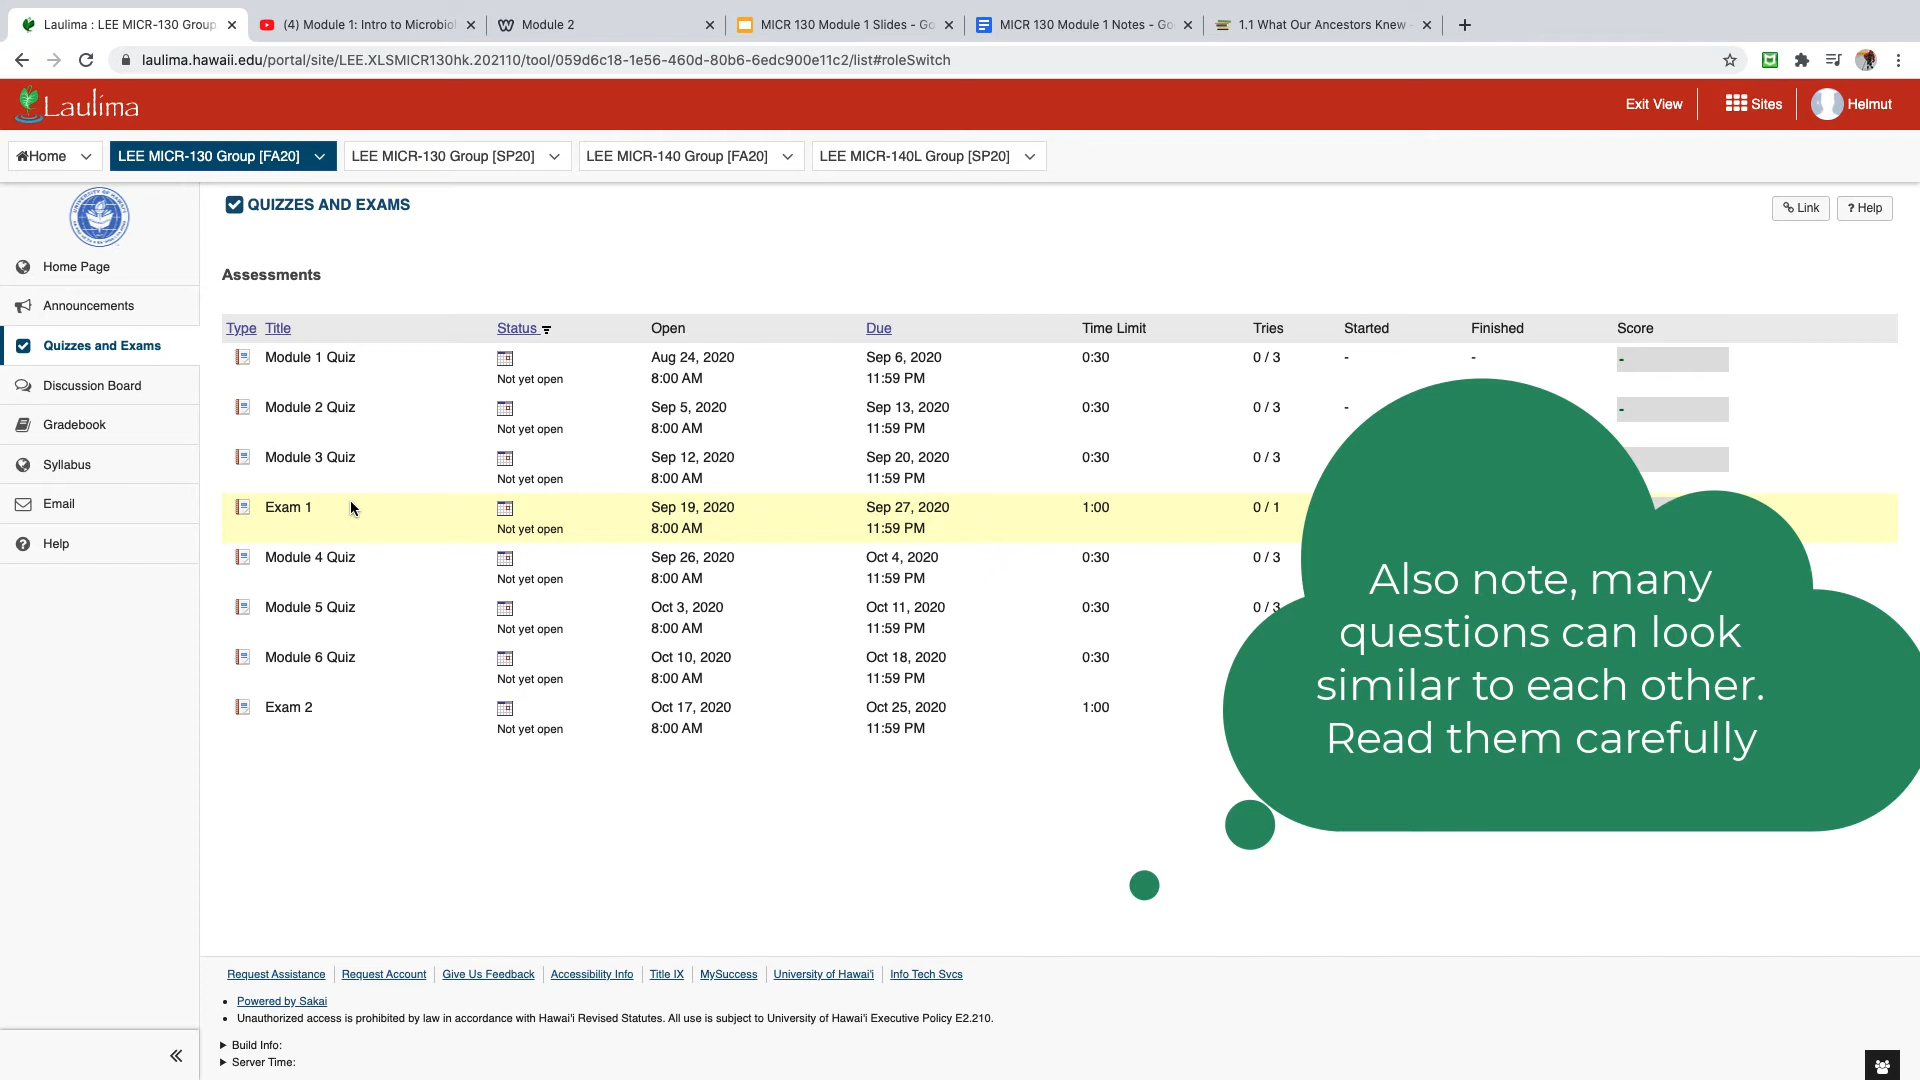 Laulima : LEE MICR-130 Group
(4) Module 1: Intro to Microbiol
Module 2
MICR 130 Module 1 Slides - Go
MICR 130 Module 1 Notes - Go
1.1 What Our Ancestors Knew -
laulima.hawaii.edu/portal/site/LEE.XLSMICR130hk.202110/tool/059d6c18-1e56-460d-80b6-6edc900e11c2/list#roleSwitch
Laulima
Exit View
Sites
Helmut
Home
LEE MICR-130 Group [FA20]
LEE MICR-130 Group [SP20]
LEE MICR-140 Group [FA20]
LEE MICR-140L Group [SP20]
Home Page
Announcements
Quizzes and Exams
Discussion Board
Gradebook
Syllabus
Email
Help
QUIZZES AND EXAMS
Link
? Help
Assessments
Type Title Status Open Due Time Limit Tries Started Finished Score
Module 1 Quiz Aug 24, 2020 Sep 6, 2020 0:30 0 / 3 - - -
Not yet open 8:00 AM 11:59 PM
Module 2 Quiz Sep 5, 2020 Sep 13, 2020 0:30 0 / 3 - -
Not yet open 8:00 AM 11:59 PM
Module 3 Quiz Sep 12, 2020 Sep 20, 2020 0:30 0 / 3
Not yet open 8:00 AM 11:59 PM
Exam 1 Sep 19, 2020 Sep 27, 2020 1:00 0 / 1
Not yet open 8:00 AM 11:59 PM
Module 4 Quiz Sep 26, 2020 Oct 4, 2020 0:30 0 / 3
Not yet open 8:00 AM 11:59 PM
Module 5 Quiz Oct 3, 2020 Oct 11, 2020 0:30 0 / 3
Not yet open 8:00 AM 11:59 PM
Module 6 Quiz Oct 10, 2020 Oct 18, 2020 0:30
Not yet open 8:00 AM 11:59 PM
Exam 2 Oct 17, 2020 Oct 25, 2020 1:00
Not yet open 8:00 AM 11:59 PM
Also note, many
questions can look
similar to each other.
Read them carefully
Request Assistance Request Account Give Us Feedback Accessibility Info Title IX MySuccess University of Hawai'i Info Tech Svcs
Powered by Sakai
Unauthorized access is prohibited by law in accordance with Hawai'i Revised Statutes. All use is subject to University of Hawai'i Executive Policy E2.210.
Build Info:
Server Time: